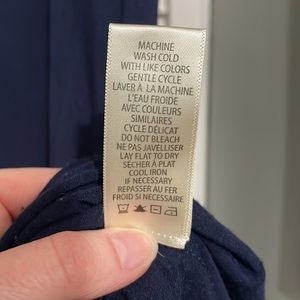 MACHINE
WASH COLD
WITH LIKE COLORS
GENTLE CYCLE
LAVER À LA MACHINE
L'EAU FROIDE
AVEC COULEURS
SIMILAIRES
CYCLE DÉLICAT
DO NOT BLEACH
NE PAS JAVELLISER
LAY FLAT TO DRY
SÉCHER À PLAT
COOL IRON
IF NECESSARY
REPASSER AU FER
FROID SI NÉCESSAIRE